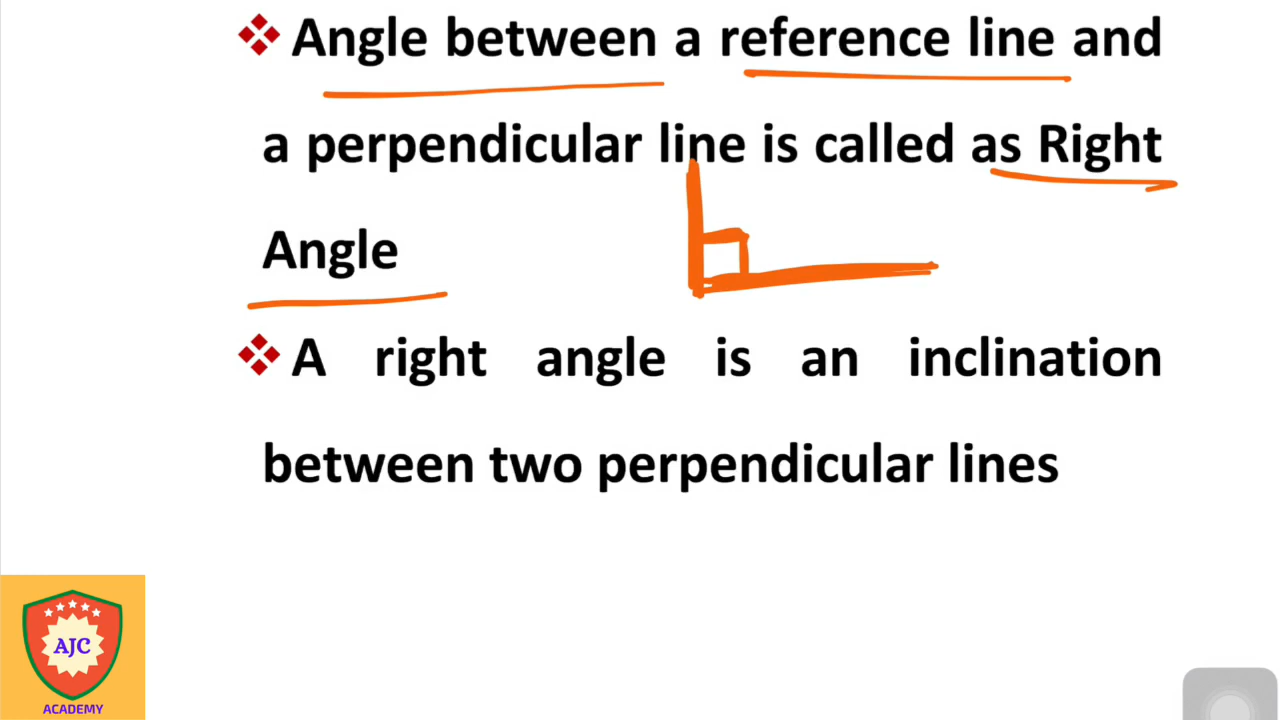 Angle between a reference line and
a perpendicular line is called as Right
Angle
A right angle is an inclination
between two perpendicular lines
AJC
ACADEMY